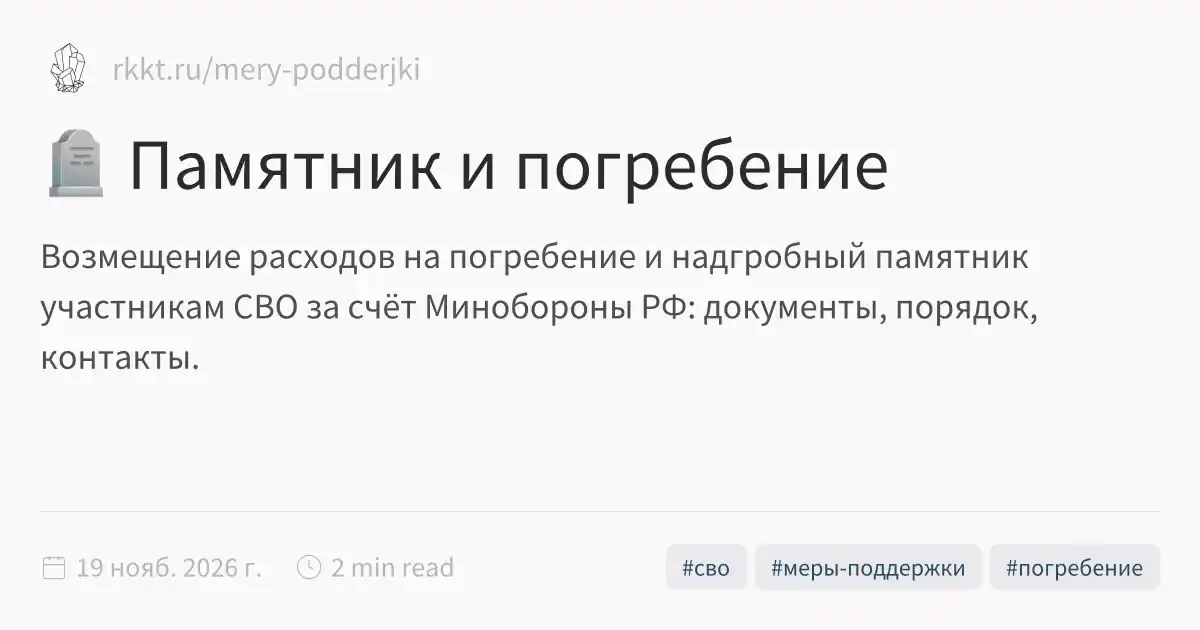 rkkt.ru/mery-podderjki
Памятник и погребение
Возмещение расходов на погребение и надгробный памятник
участникам СВО за счёт Минобороны РФ: документы, порядок,
контакты.
19 нояб. 2026 г.
2 min read
#сво
#меры-поддержки
#погребение